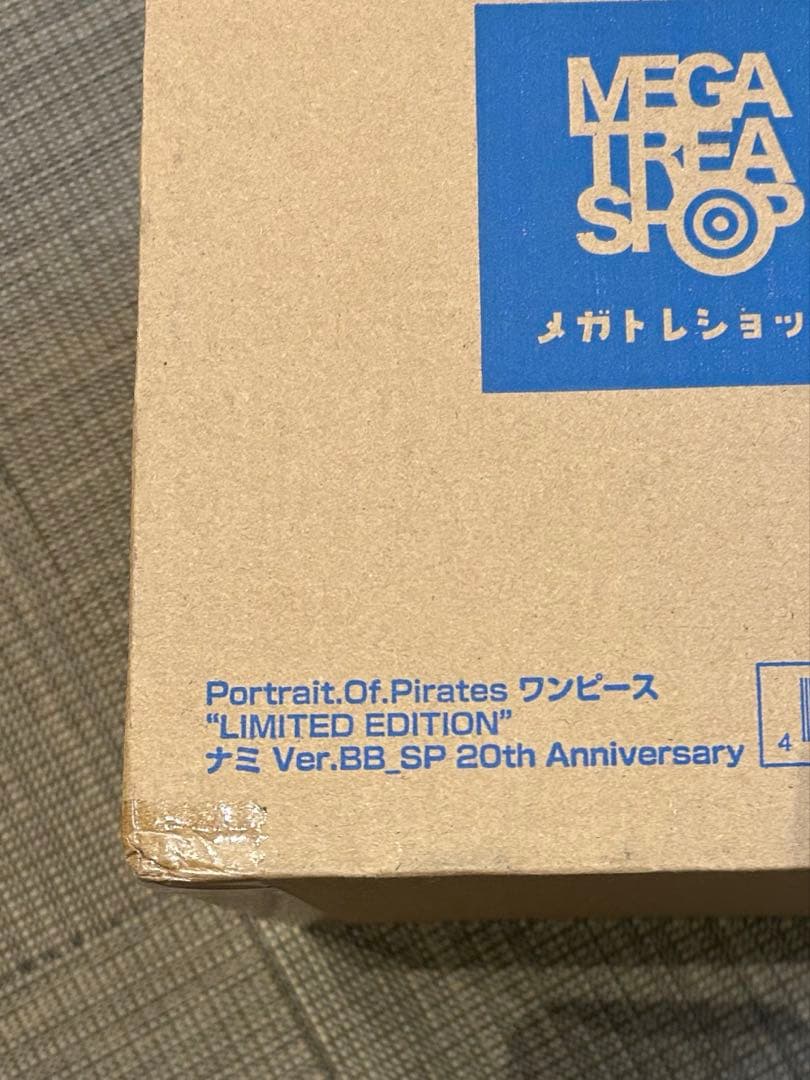 MEGA
TREA
SHOP
メガトレショッ
Portrait.Of.Pirates ワンピース
“LIMITED EDITION”
ナミ Ver.BB_SP 20th Anniversary
4